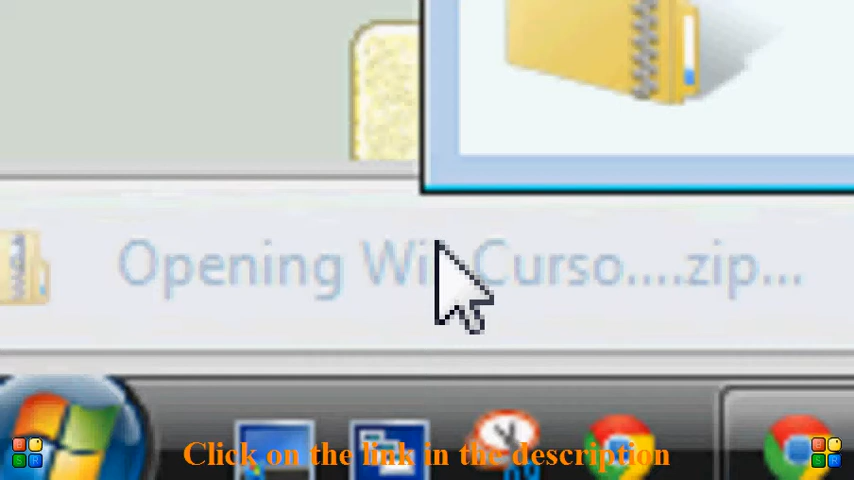 Opening Wi Curso....zip...
Click on the link in the description